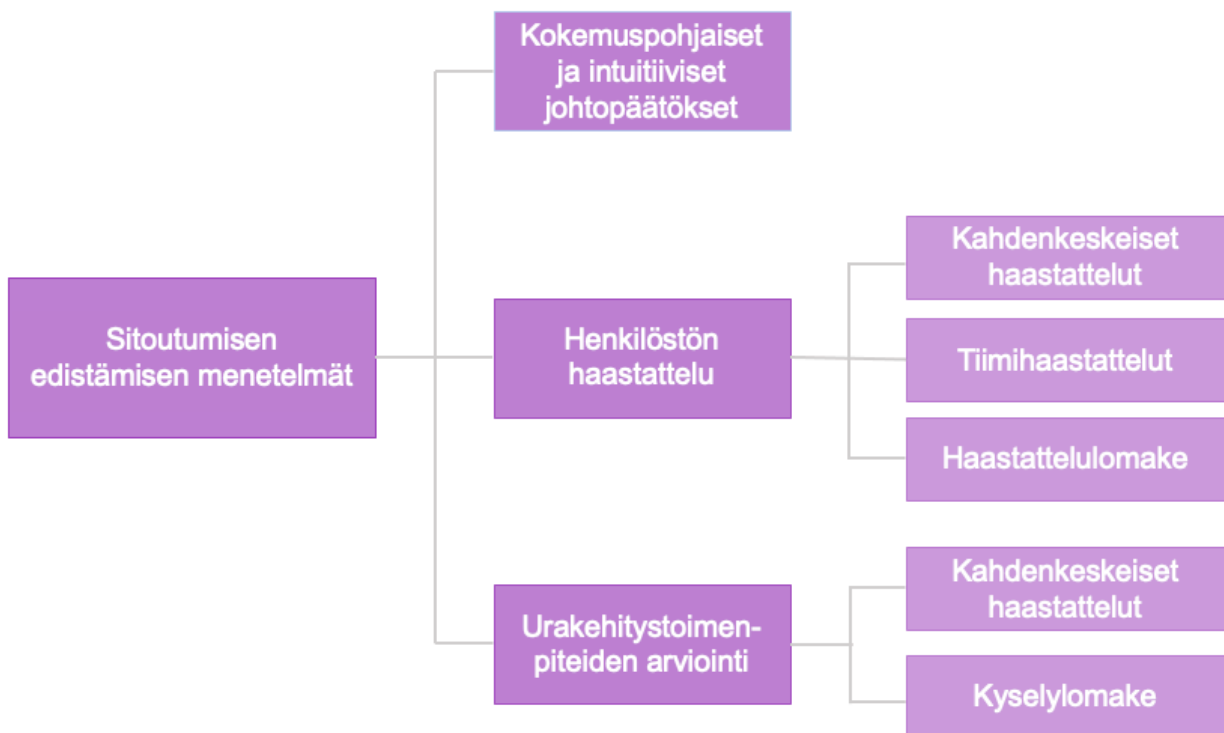 Kokemuspohjaiset
ja intuitiiviset
johtopäätökset
Sitoutumisen
edistämisen menetelmät
Henkilöstön
haastattelu
Kahdenkeskeiset
haastattelut
Tiimihaastattelut
Haastattelulomake
Urakehitystoimen-
piteiden arviointi
Kahdenkeskeiset
haastattelut
Kyselylomake